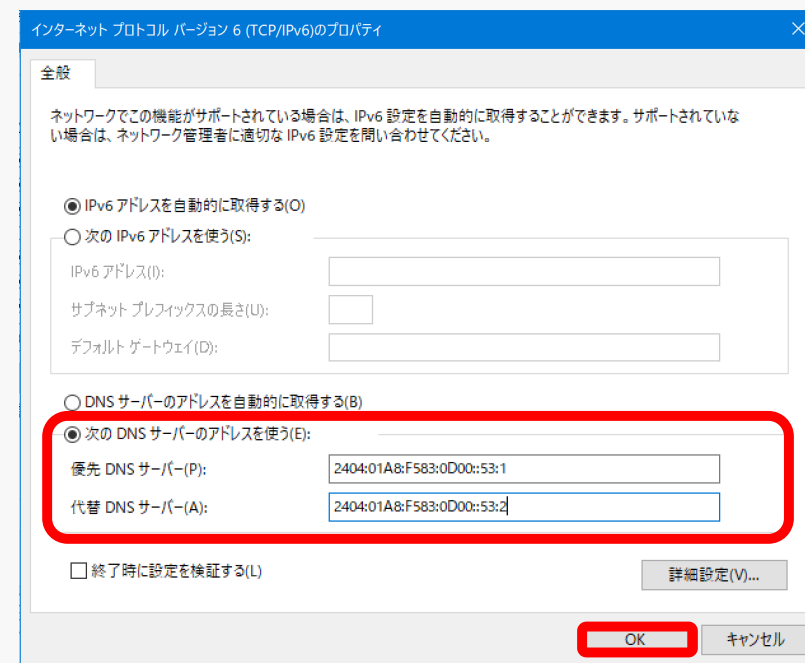 インターネット プロトコル バージョン 6 (TCP/IPv6)のプロパティ
全般
ネットワークでこの機能がサポートされている場合は、IPv6 設定を自動的に取得することができます。サポートされていな
い場合は、ネットワーク管理者に適切な IPv6 設定を問い合わせてください。
IPv6 アドレスを自動的に取得する(O)
次の IPv6 アドレスを使う(S):
IPv6 アドレス(I):
サブネット プレフィックスの長さ(U):
デフォルト ゲートウェイ(D):
DNS サーバーのアドレスを自動的に取得する(B)
次の DNS サーバーのアドレスを使う(E):
優先 DNS サーバー(P): 2404:01A8:F583:0D00::53:1
代替 DNS サーバー(A): 2404:01A8:F583:0D00::53:2
終了時に設定を検証する(L)
詳細設定(V)...
OK キャンセル